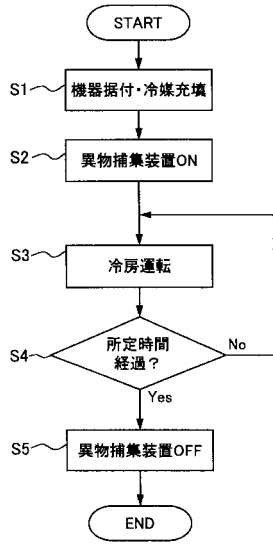 START
S1 機器据付・冷媒充填
S2 異物捕集装置ON
S3 冷房運転
S4 所定時間
経過？
No
Yes
S5 異物捕集装置OFF
END